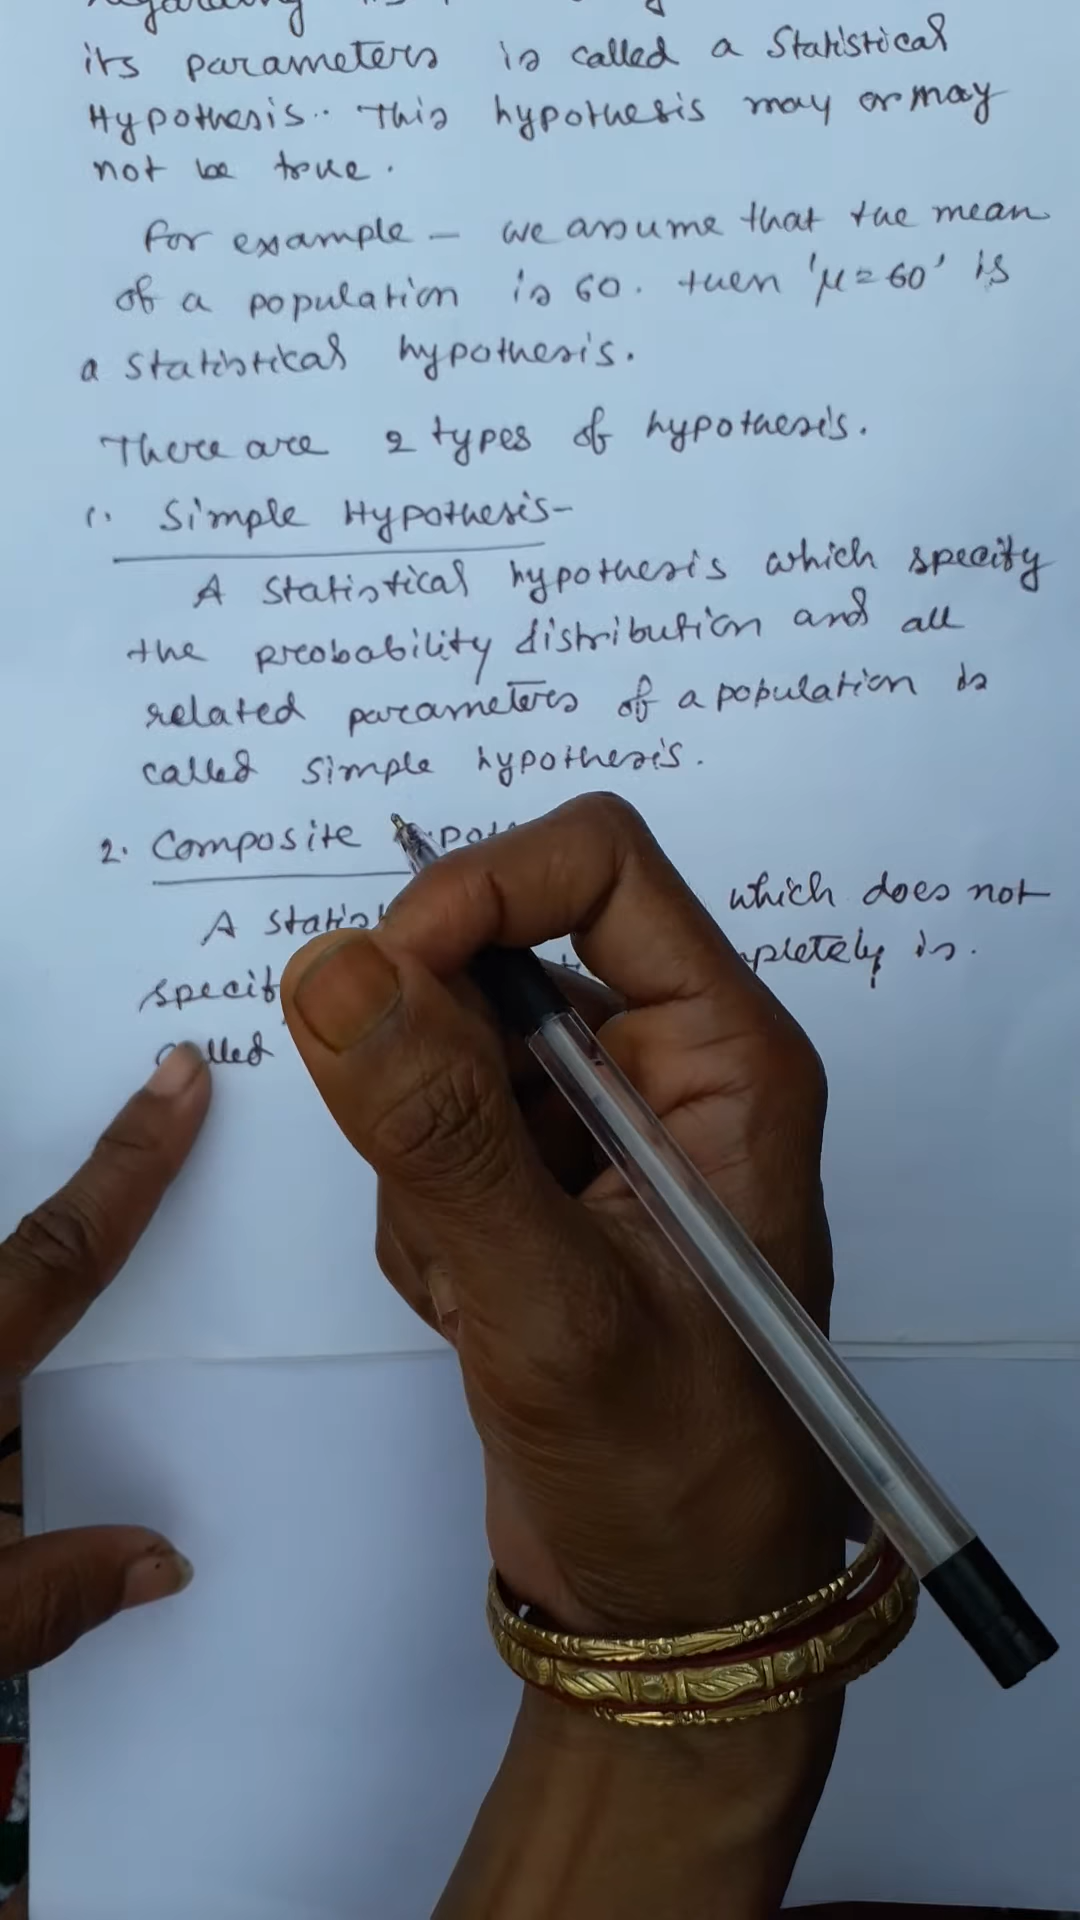 its parameters is called a Statistical
Hypothesis.. This hypothesis may or may
not be true.
for example - we assume that the mean
of a population is 60. then 'μ=60' is
a statistical hypothesis.
There are 2 types of hypothesis.
1. Simple Hypothesis-
A statistical hypothesis which specify
the probability distribution and all
related parameters of a population is
called simple hypothesis.
2. Composite
A which does not
is.
called